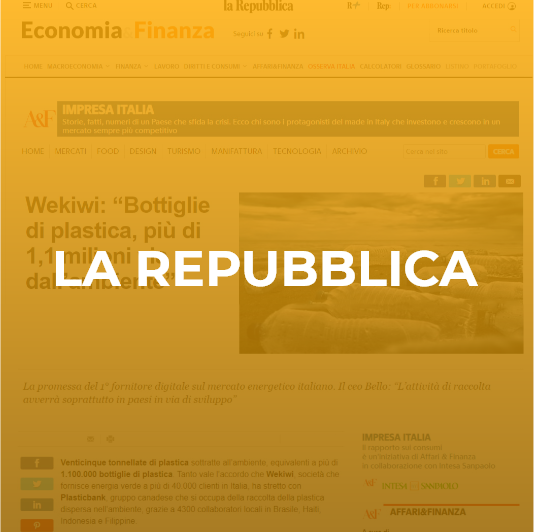 MENU CERCA la Repubblica R+ Rep PER ABBONARSI ACCEDI
Economia & Finanza Seguici su Ricerca titolo
HOME MACROECONOMIA FINANZA LAVORO DIRITTI E CONSUMI AFFARI&FINANZA OSSERVA ITALIA CALCOLATORI GLOSSARIO LISTINO PORTAFOGLIO
A&F IMPRESA ITALIA
Storie, fatti, numeri di un Paese che sfida la crisi. Ecco chi sono i protagonisti del made in Italy che investono e crescono in un
mercato sempre più competitivo
HOME MERCATI FOOD DESIGN TURISMO MANIFATTURA TECNOLOGIA ARCHIVIO Cerca nel sito CERCA
Wekiwi: “Bottiglie
di plastica, più di
1,1 milioni
dall'ambiente”
LA REPUBBLICA
La promessa del 1° fornitore digitale sul mercato energetico italiano. Il ceo Bello: "L'attività di raccolta
avverrà soprattutto in paesi in via di sviluppo"
Venticinque tonnellate di plastica sottratte all'ambiente, equivalenti a più di
1.100.000 bottiglie di plastica. Tanto vale l'accordo che Wekiwi, società che
fornisce energia verde a più di 40.000 clienti in Italia, ha stretto con
Plasticbank, gruppo canadese che si occupa della raccolta della plastica
dispersa nell'ambiente, grazie a 4300 collaboratori locali in Brasile, Haiti,
Indonesia e Filippine.
IMPRESA ITALIA
Il rapporto sui consumi
è un'iniziativa di Affari & Finanza
in collaborazione con Intesa Sanpaolo
A&F INTESA SANPAOLO
A&F AFFARI&FINANZA